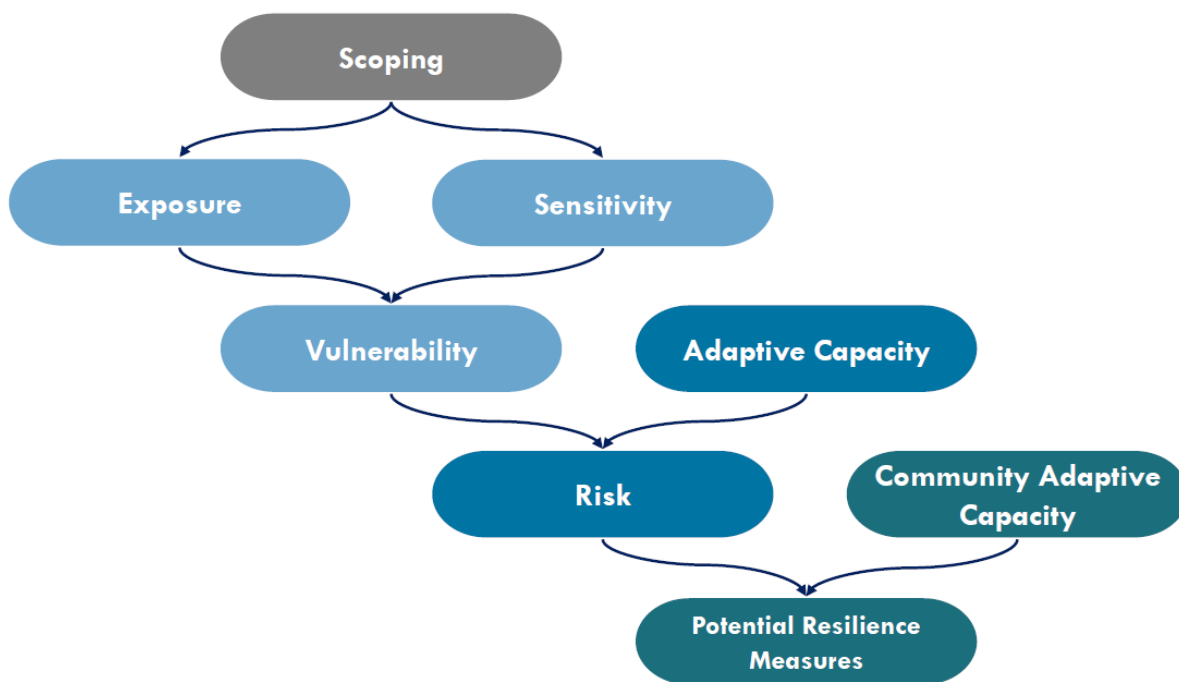 Scoping
Exposure
Sensitivity
Vulnerability
Adaptive Capacity
Risk
Community Adaptive
Capacity
Potential Resilience
Measures